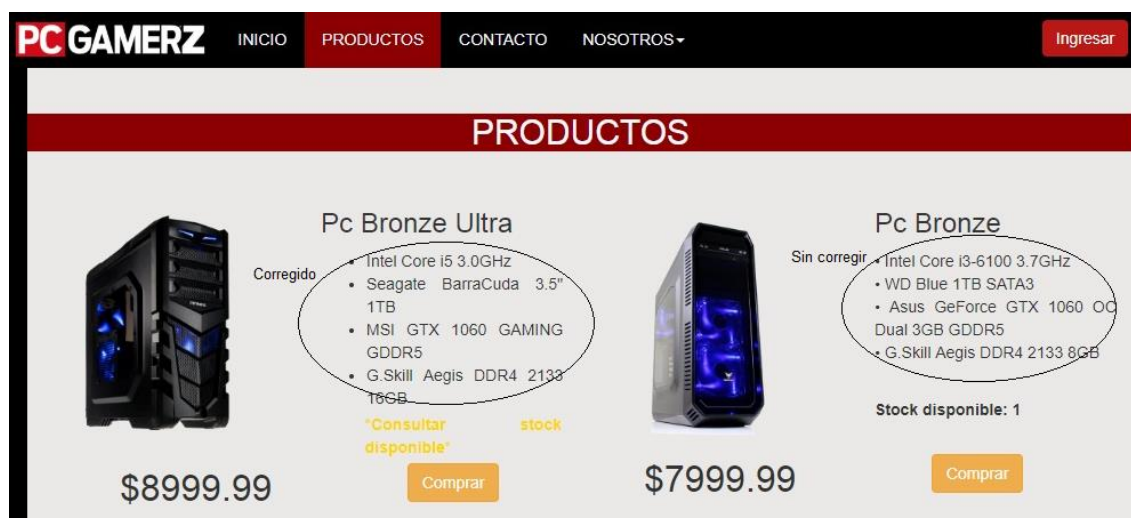 PC GAMERZ INICIO PRODUCTOS CONTACTO NOSOTROS Ingresar
PRODUCTOS
Pc Bronze Ultra
Corregido
• Intel Core i5 3.0GHz
• Seagate BarraCuda 3.5"
1TB
• MSI GTX 1060 GAMING
GDDR5
• G.Skill Aegis DDR4 2133
16GB
*Consultar stock
disponible*
$8999.99
Comprar
Pc Bronze
Sin corregir
• Intel Core i3-6100 3.7GHz
• WD Blue 1TB SATA3
• Asus GeForce GTX 1060 OC
Dual 3GB GDDR5
• G.Skill Aegis DDR4 2133 8GB
Stock disponible: 1
$7999.99
Comprar